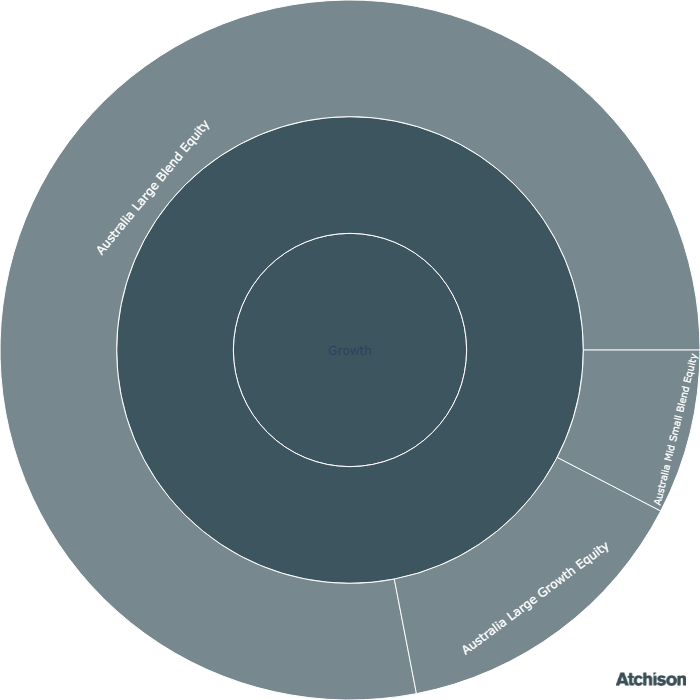 Australia Large Blend Equity
Growth
Australia Mid Small Blend Equity
Australia Large Growth Equity
Atchison